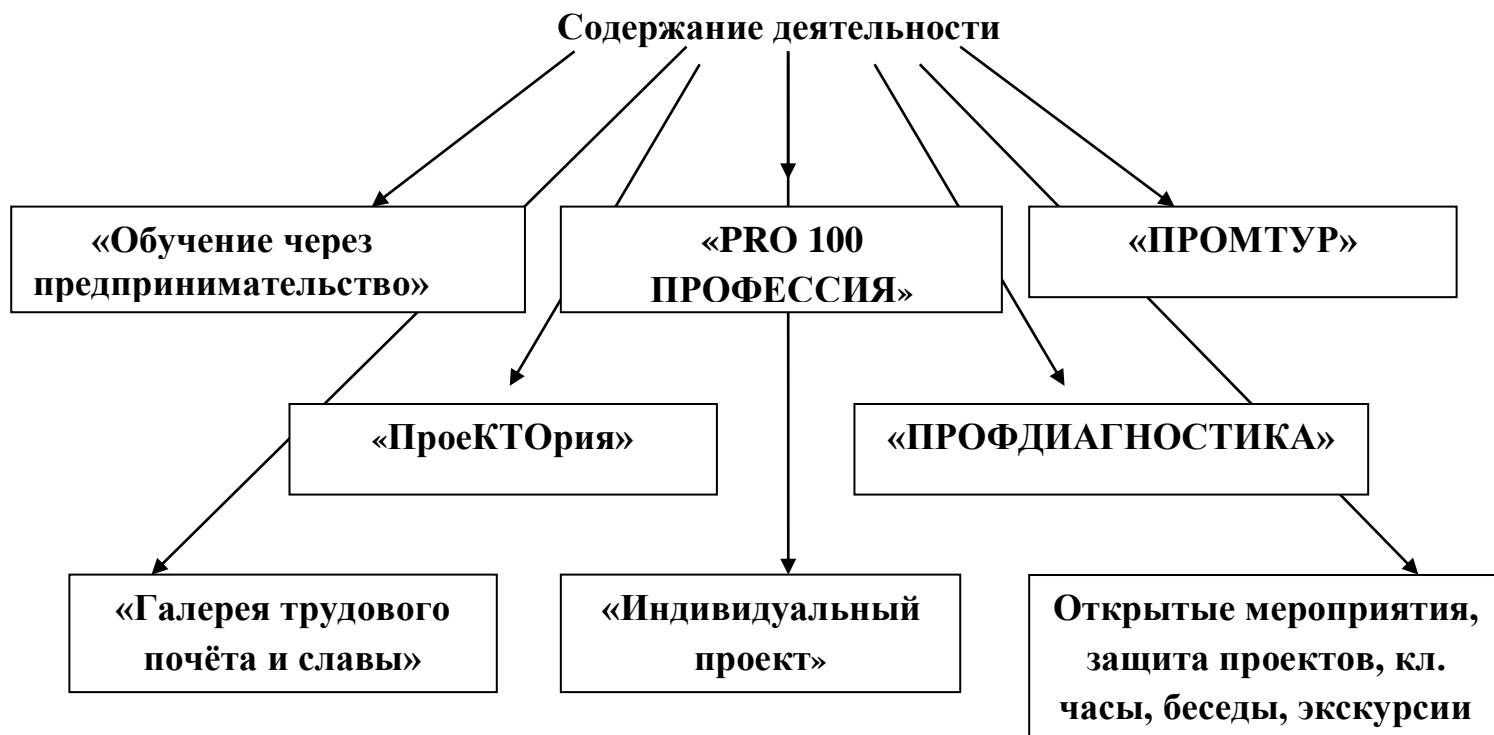 Содержание деятельности
«Обучение через
предпринимательство»
«PRO 100
ПРОФЕССИЯ»
«ПРОМТУР»
«ПроеКТОрия»
«ПРОФДИАГНОСТИКА»
«Галерея трудового
почёта и славы»
«Индивидуальный
проект»
Открытые мероприятия,
защита проектов, кл.
часы, беседы, экскурсии